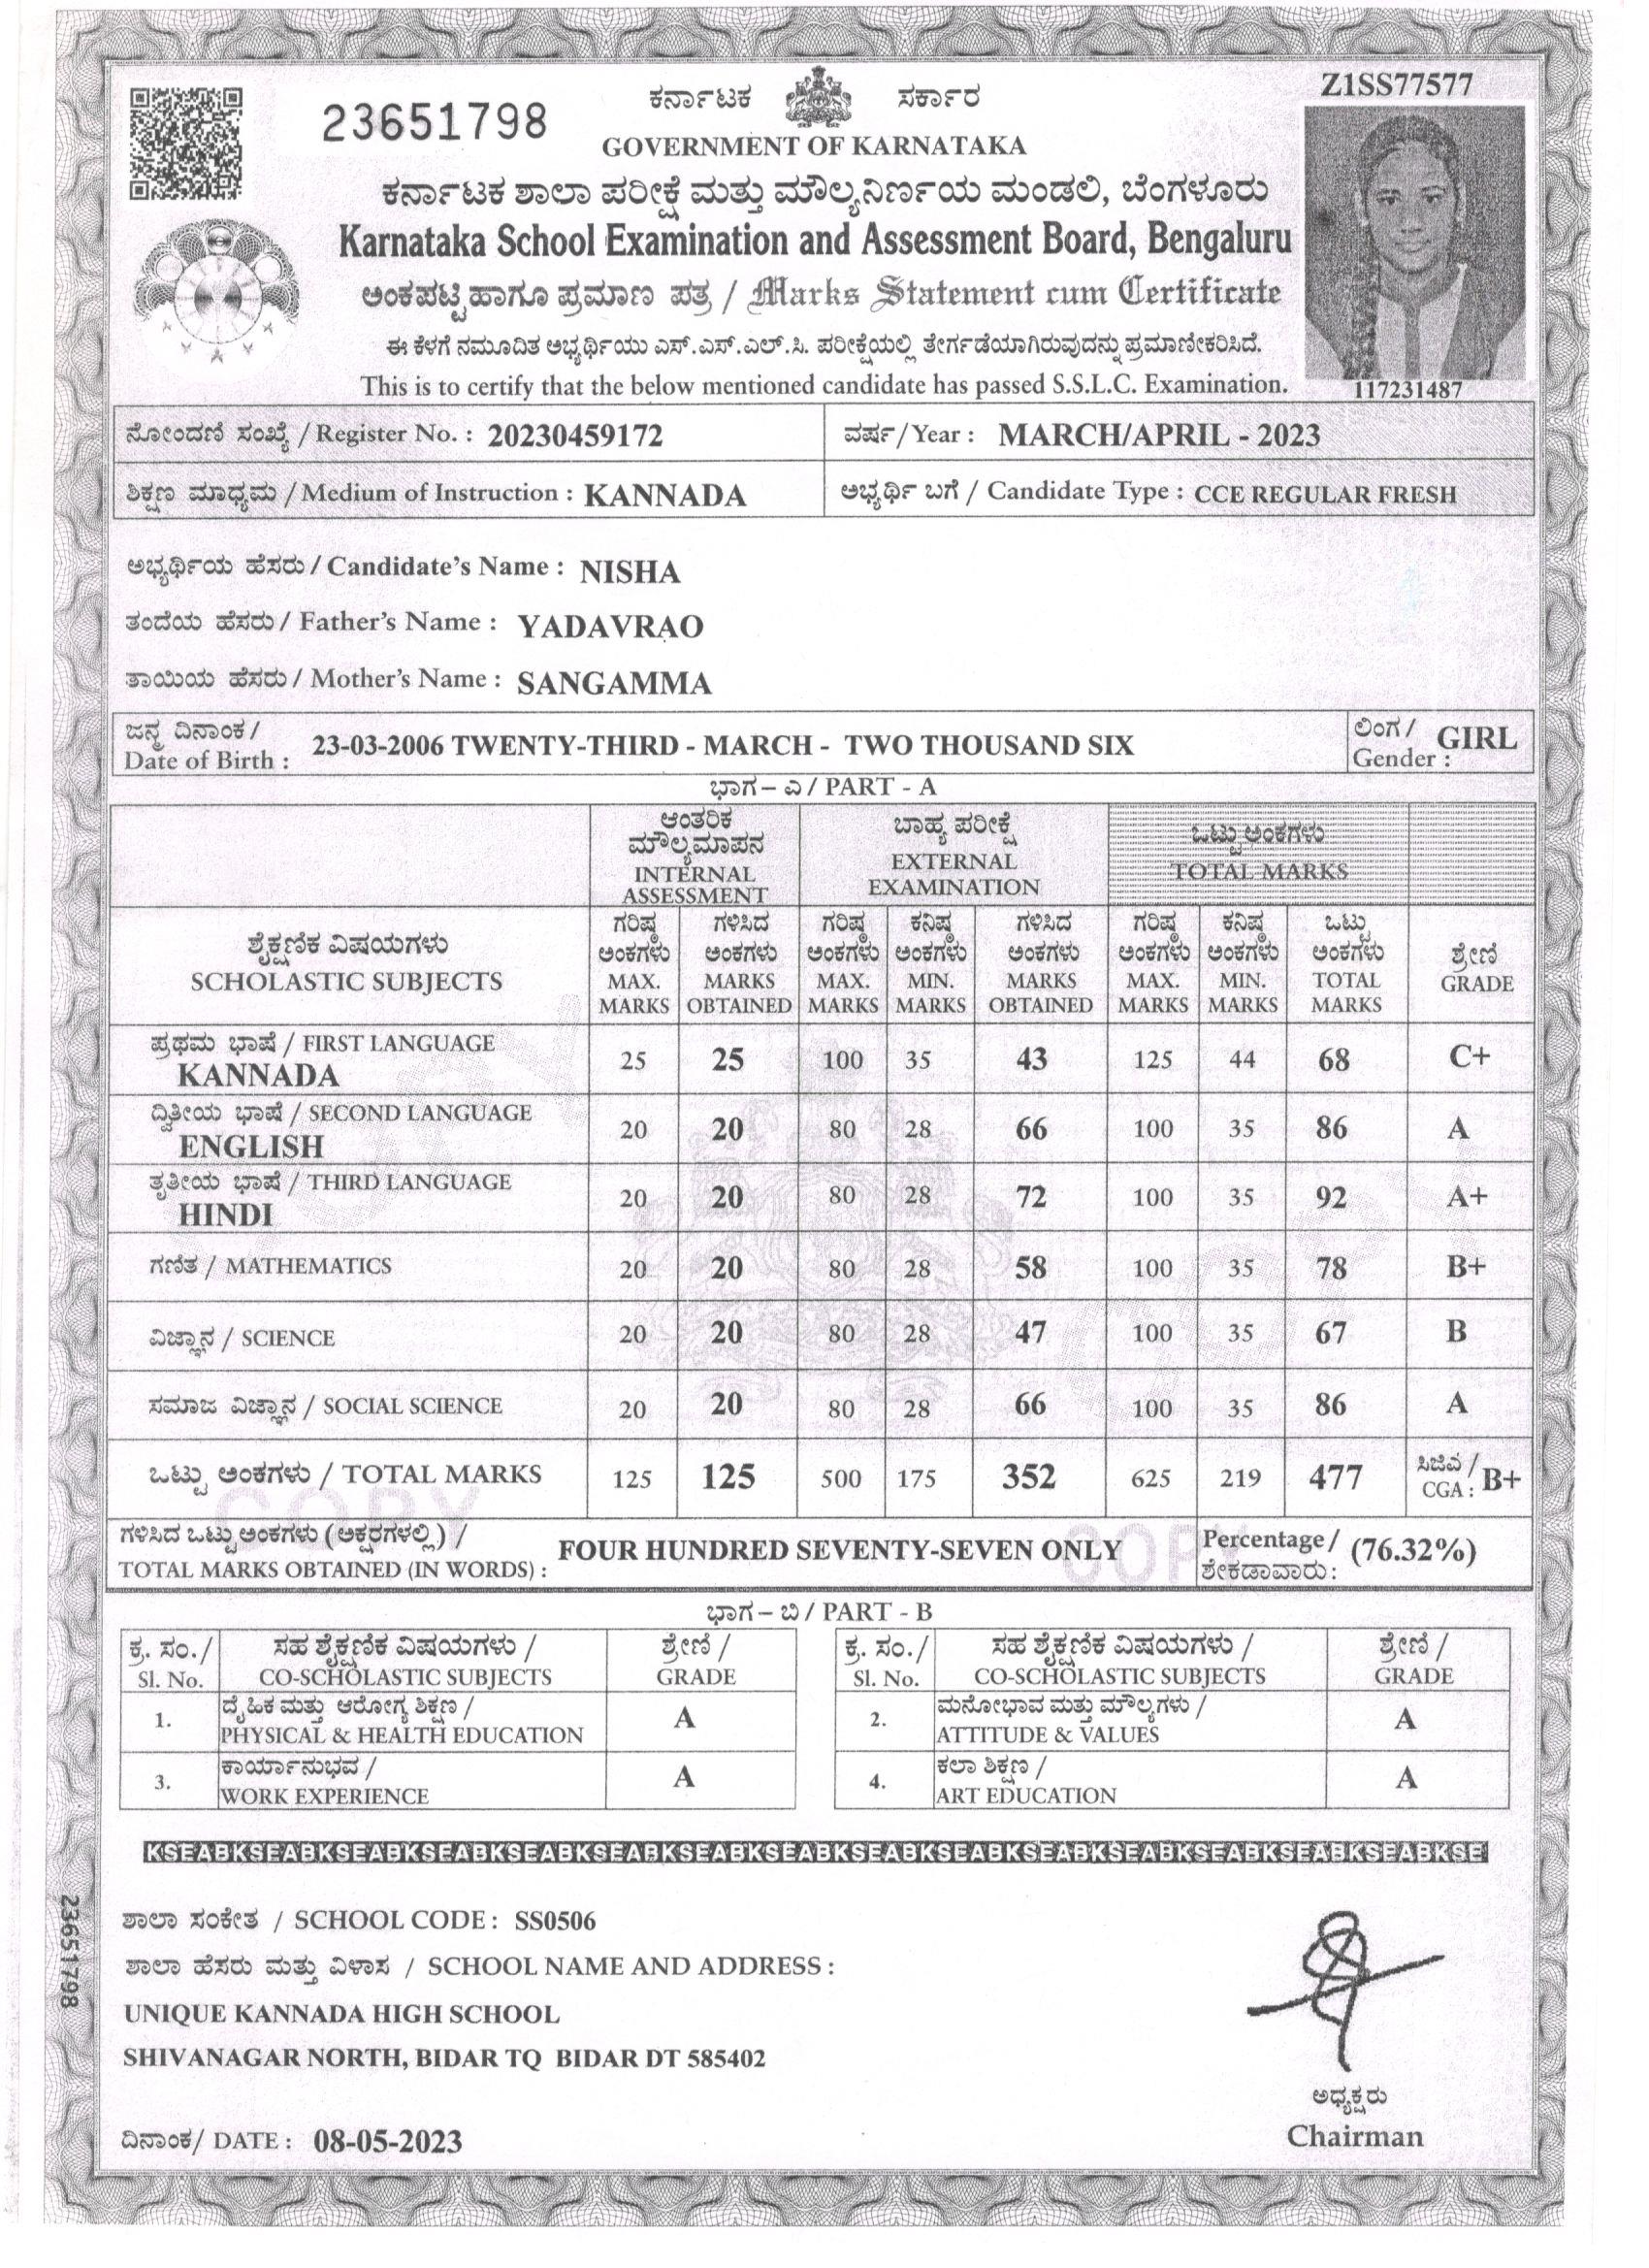 Z1SS77577
23651798
ಕರ್ನಾಟಕ ಸರ್ಕಾರ
GOVERNMENT OF KARNATAKA
ಕರ್ನಾಟಕ ಶಾಲಾ ಪರೀಕ್ಷೆ ಮತ್ತು ಮೌಲ್ಯನಿರ್ಣಯ ಮಂಡಲಿ, ಬೆಂಗಳೂರು
Karnataka School Examination and Assessment Board, Bengaluru
ಅಂಕಪಟ್ಟಿ ಹಾಗೂ ಪ್ರಮಾಣ ಪತ್ರ / Marks Statement cum Certificate
ಈ ಕೆಳಗೆ ನಮೂದಿತ ಅಭ್ಯರ್ಥಿಯು ಎಸ್.ಎಸ್.ಎಲ್.ಸಿ. ಪರೀಕ್ಷೆಯಲ್ಲಿ ತೇರ್ಗಡೆಯಾಗಿರುವುದನ್ನು ಪ್ರಮಾಣೀಕರಿಸಿದೆ.
This is to certify that the below mentioned candidate has passed S.S.L.C. Examination.
117231487
ನೋಂದಣಿ ಸಂಖ್ಯೆ / Register No. : 20230459172
ವರ್ಷ / Year : MARCH/APRIL - 2023
ಶಿಕ್ಷಣ ಮಾಧ್ಯಮ / Medium of Instruction : KANNADA
ಅಭ್ಯರ್ಥಿ ಬಗೆ / Candidate Type : CCE REGULAR FRESH
ಅಭ್ಯರ್ಥಿಯ ಹೆಸರು / Candidate's Name : NISHA
ತಂದೆಯ ಹೆಸರು / Father's Name : YADAVRAO
ತಾಯಿಯ ಹೆಸರು / Mother's Name : SANGAMMA
ಜನ್ಮ ದಿನಾಂಕ /
Date of Birth : 23-03-2006 TWENTY-THIRD - MARCH - TWO THOUSAND SIX
ಲಿಂಗ /
Gender : GIRL
ಭಾಗ – ಎ / PART - A
ಆಂತರಿಕ
ಮೌಲ್ಯಮಾಪನ
INTERNAL
ASSESSMENT
ಬಾಹ್ಯ ಪರೀಕ್ಷೆ
EXTERNAL
EXAMINATION
ಒಟ್ಟು ಅಂಕಗಳು
TOTAL MARKS
ಶೈಕ್ಷಣಿಕ ವಿಷಯಗಳು
SCHOLASTIC SUBJECTS
ಗರಿಷ್ಠ ಅಂಕಗಳು MAX. MARKS
ಗಳಿಸಿದ ಅಂಕಗಳು MARKS OBTAINED
ಗರಿಷ್ಠ ಅಂಕಗಳು MAX. MARKS
ಕನಿಷ್ಠ ಅಂಕಗಳು MIN. MARKS
ಗಳಿಸಿದ ಅಂಕಗಳು MARKS OBTAINED
ಗರಿಷ್ಠ ಅಂಕಗಳು MAX. MARKS
ಕನಿಷ್ಠ ಅಂಕಗಳು MIN. MARKS
ಒಟ್ಟು ಅಂಕಗಳು TOTAL MARKS
ಶ್ರೇಣಿ GRADE
ಪ್ರಥಮ ಭಾಷೆ / FIRST LANGUAGE
KANNADA 25 25 100 35 43 125 44 68 C+
ದ್ವಿತೀಯ ಭಾಷೆ / SECOND LANGUAGE
ENGLISH 20 20 80 28 66 100 35 86 A
ತೃತೀಯ ಭಾಷೆ / THIRD LANGUAGE
HINDI 20 20 80 28 72 100 35 92 A+
ಗಣಿತ / MATHEMATICS 20 20 80 28 58 100 35 78 B+
ವಿಜ್ಞಾನ / SCIENCE 20 20 80 28 47 100 35 67 B
ಸಮಾಜ ವಿಜ್ಞಾನ / SOCIAL SCIENCE 20 20 80 28 66 100 35 86 A
ಒಟ್ಟು ಅಂಕಗಳು / TOTAL MARKS 125 125 500 175 352 625 219 477 ಸಿಜಿಎ / CGA : B+
ಗಳಿಸಿದ ಒಟ್ಟು ಅಂಕಗಳು (ಅಕ್ಷರಗಳಲ್ಲಿ) /
TOTAL MARKS OBTAINED (IN WORDS) : FOUR HUNDRED SEVENTY-SEVEN ONLY
Percentage / ಶೇಕಡಾವಾರು : (76.32%)
COPY COPY
ಭಾಗ – ಬಿ / PART - B
ಕ್ರ. ಸಂ. / ಸಹ ಶೈಕ್ಷಣಿಕ ವಿಷಯಗಳು / ಶ್ರೇಣಿ /
Sl. No. CO-SCHOLASTIC SUBJECTS GRADE
ಕ್ರ. ಸಂ. / ಸಹ ಶೈಕ್ಷಣಿಕ ವಿಷಯಗಳು / ಶ್ರೇಣಿ /
Sl. No. CO-SCHOLASTIC SUBJECTS GRADE
1. ದೈಹಿಕ ಮತ್ತು ಆರೋಗ್ಯ ಶಿಕ್ಷಣ /
PHYSICAL & HEALTH EDUCATION A
2. ಮನೋಭಾವ ಮತ್ತು ಮೌಲ್ಯಗಳು /
ATTITUDE & VALUES A
3. ಕಾರ್ಯಾನುಭವ /
WORK EXPERIENCE A
4. ಕಲಾ ಶಿಕ್ಷಣ /
ART EDUCATION A
KSEABKSEABKSEABKSEABKSEABKSEABKSEABKSEABKSEABKSEABKSEABKSEABKSEABKSEABKSEABKSE
23651798
ಶಾಲಾ ಸಂಕೇತ / SCHOOL CODE : SS0506
ಶಾಲಾ ಹೆಸರು ಮತ್ತು ವಿಳಾಸ / SCHOOL NAME AND ADDRESS :
UNIQUE KANNADA HIGH SCHOOL
SHIVANAGAR NORTH, BIDAR TQ BIDAR DT 585402
ಅಧ್ಯಕ್ಷರು
Chairman
ದಿನಾಂಕ / DATE : 08-05-2023